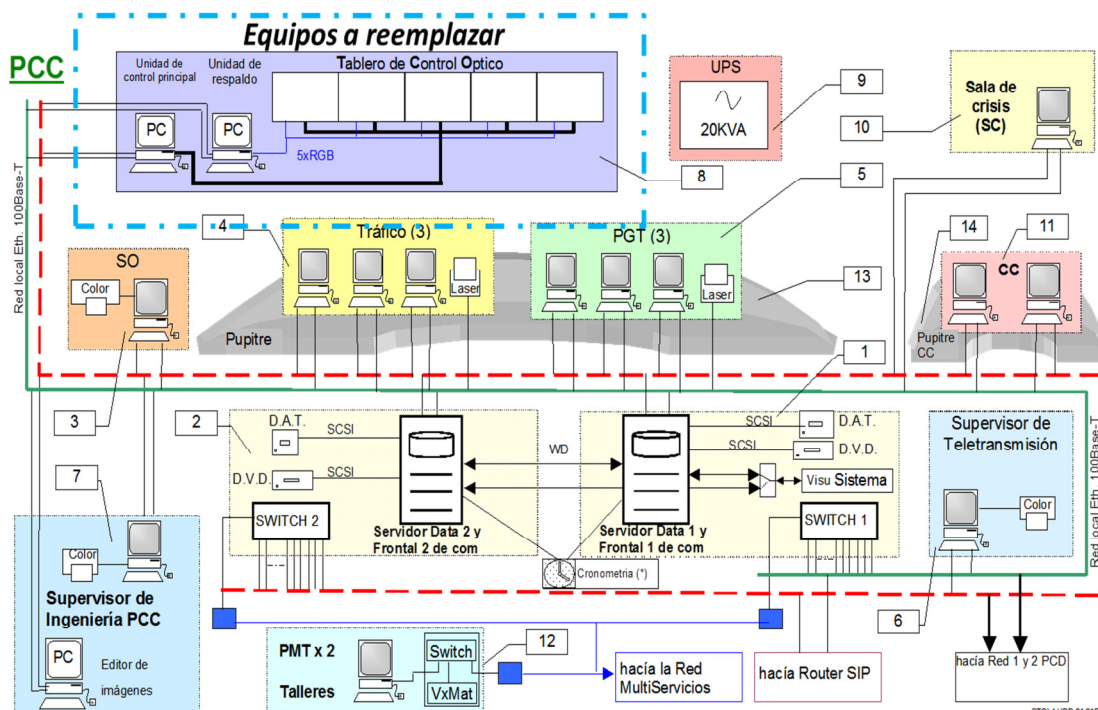 Equipos a reemplazar
PCC
Unidad de
control principal
Unidad de
respaldo
Tablero de Control Optico
PC
PC
5xRGB
8
UPS
20KVA
9
10
5
Sala de
crisis
(SC)
Red local Eth. 100Base-T
4
Tráfico (3)
Laser
PGT (3)
Laser
13
14
11
CC
Pupitre
CC
SO
Color
3
Pupitre
1
2
D.A.T.
SCSI
D.V.D.
SCSI
SWITCH 2
Servidor Data 2 y
Frontal 2 de com
WD
SCSI
D.A.T.
SCSI
D.V.D.
Visu Sistema
SWITCH 1
Servidor Data 1 y
Frontal 1 de com
Cronometria (*)
Supervisor de
Teletransmisión
Color
6
Red local Eth. 100Base-T
7
Color
Supervisor de
Ingeniería PCC
PC
Editor de
imágenes
PMT x 2
Talleres
Switch
VxMat
12
hacía la Red
MultiServicios
hacía Router SIP
hacía Red 1 y 2 PCD